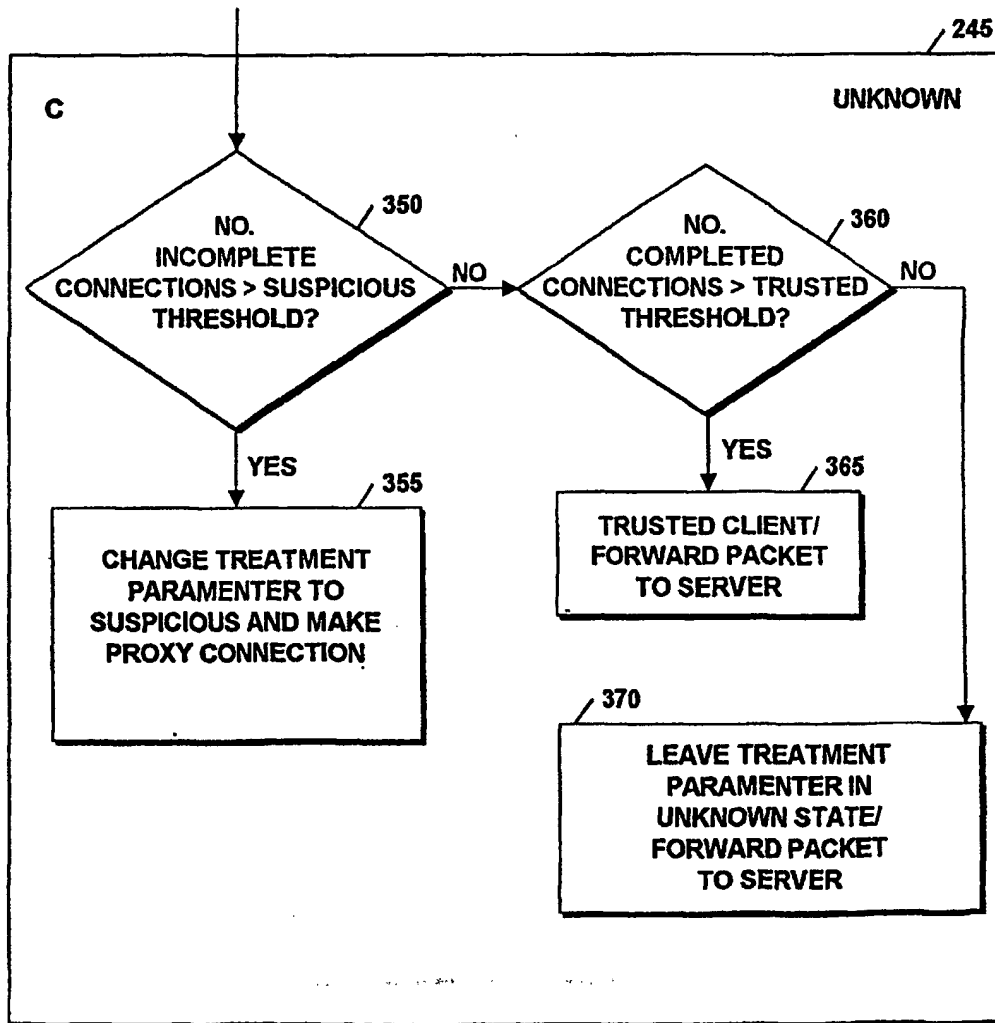 245
C
UNKNOWN
350
NO.
INCOMPLETE
CONNECTIONS > SUSPICIOUS
THRESHOLD?
NO
360
NO.
COMPLETED
CONNECTIONS > TRUSTED
THRESHOLD?
NO
YES
355
CHANGE TREATMENT
PARAMENTER TO
SUSPICIOUS AND MAKE
PROXY CONNECTION
YES
365
TRUSTED CLIENT/
FORWARD PACKET
TO SERVER
370
LEAVE TREATMENT
PARAMENTER IN
UNKNOWN STATE/
FORWARD PACKET
TO SERVER